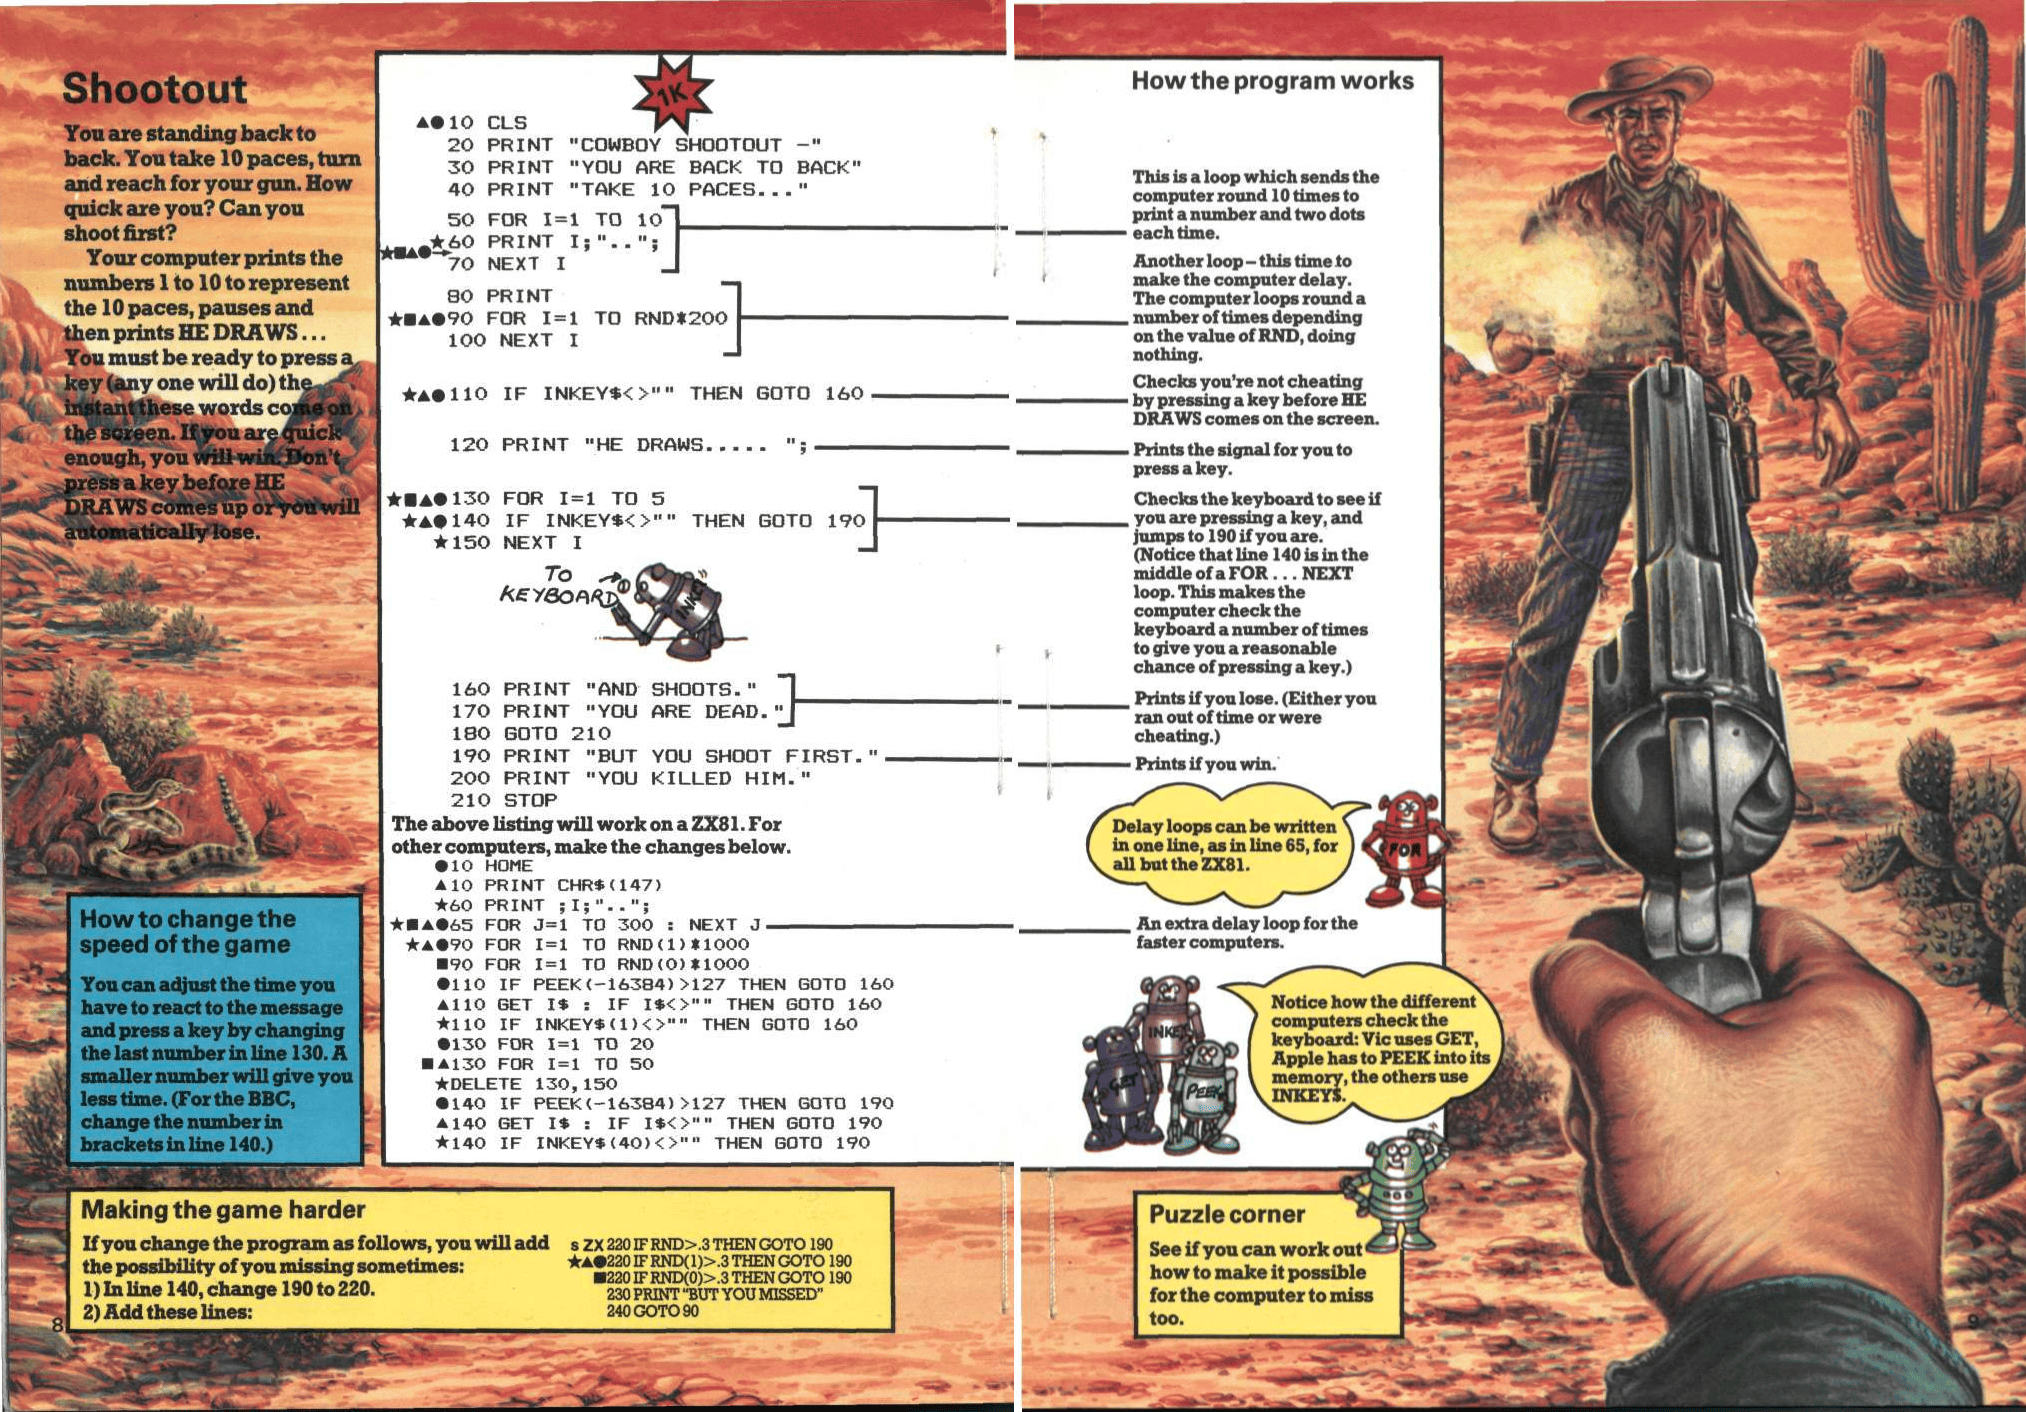 Shootout
You are standing back to
back. You take 10 paces, turn
and reach for your gun. How
quick are you? Can you
shoot first?
Your computer prints the
numbers 1 to 10 to represent
the 10 paces, pauses and
then prints HE DRAWS...
You must be ready to press a
key (any one will do) the
instant these words come on
the screen. If you are quick
enough, you will win. Don't
press a key before HE
DRAWS comes up or you will
automatically lose.
How to change the
speed of the game
You can adjust the time you
have to react to the message
and press a key by changing
the last number in line 130. A
smaller number will give you
less time. (For the BBC,
change the number in
brackets in line 140.)
1K
▲●10 CLS
20 PRINT "COWBOY SHOOTOUT -"
30 PRINT "YOU ARE BACK TO BACK"
40 PRINT "TAKE 10 PACES..."
50 FOR I=1 TO 10
★60 PRINT I;"..";
★■▲●→
70 NEXT I
80 PRINT
★■▲●90 FOR I=1 TO RND*200
100 NEXT I
★▲●110 IF INKEY$<>"" THEN GOTO 160
120 PRINT "HE DRAWS..... ";
★■▲●130 FOR I=1 TO 5
★▲●140 IF INKEY$<>"" THEN GOTO 190
★150 NEXT I
TO
KEYBOARD
INKEY
160 PRINT "AND SHOOTS."
170 PRINT "YOU ARE DEAD."
180 GOTO 210
190 PRINT "BUT YOU SHOOT FIRST."
200 PRINT "YOU KILLED HIM."
210 STOP
The above listing will work on a ZX81. For
other computers, make the changes below.
●10 HOME
▲10 PRINT CHR$(147)
★60 PRINT ;I;"..";
★■▲●65 FOR J=1 TO 300 : NEXT J
★▲●90 FOR I=1 TO RND(1)*1000
■90 FOR I=1 TO RND(0)*1000
●110 IF PEEK(-16384)>127 THEN GOTO 160
▲110 GET I$ : IF I$<>"" THEN GOTO 160
★110 IF INKEY$(1)<>"" THEN GOTO 160
●130 FOR I=1 TO 20
■▲130 FOR I=1 TO 50
★DELETE 130,150
●140 IF PEEK(-16384)>127 THEN GOTO 190
▲140 GET I$ : IF I$<>"" THEN GOTO 190
★140 IF INKEY$(40)<>"" THEN GOTO 190
Making the game harder
If you change the program as follows, you will add
the possibility of you missing sometimes:
1) In line 140, change 190 to 220.
2) Add these lines:
s ZX 220 IF RND>.3 THEN GOTO 190
★▲●220 IF RND(1)>.3 THEN GOTO 190
■220 IF RND(0)>.3 THEN GOTO 190
230 PRINT "BUT YOU MISSED"
240 GOTO 90
8
How the program works
This is a loop which sends the
computer round 10 times to
print a number and two dots
each time.
Another loop – this time to
make the computer delay.
The computer loops round a
number of times depending
on the value of RND, doing
nothing.
Checks you're not cheating
by pressing a key before HE
DRAWS comes on the screen.
Prints the signal for you to
press a key.
Checks the keyboard to see if
you are pressing a key, and
jumps to 190 if you are.
(Notice that line 140 is in the
middle of a FOR ... NEXT
loop. This makes the
computer check the
keyboard a number of times
to give you a reasonable
chance of pressing a key.)
Prints if you lose. (Either you
ran out of time or were
cheating.)
Prints if you win.
Delay loops can be written
in one line, as in line 65, for
all but the ZX81.
FOR
An extra delay loop for the
faster computers.
Notice how the different
computers check the
keyboard: Vic uses GET,
Apple has to PEEK into its
memory, the others use
INKEY$.
INKEY
GET
PEEK
Puzzle corner
See if you can work out
how to make it possible
for the computer to miss
too.
9